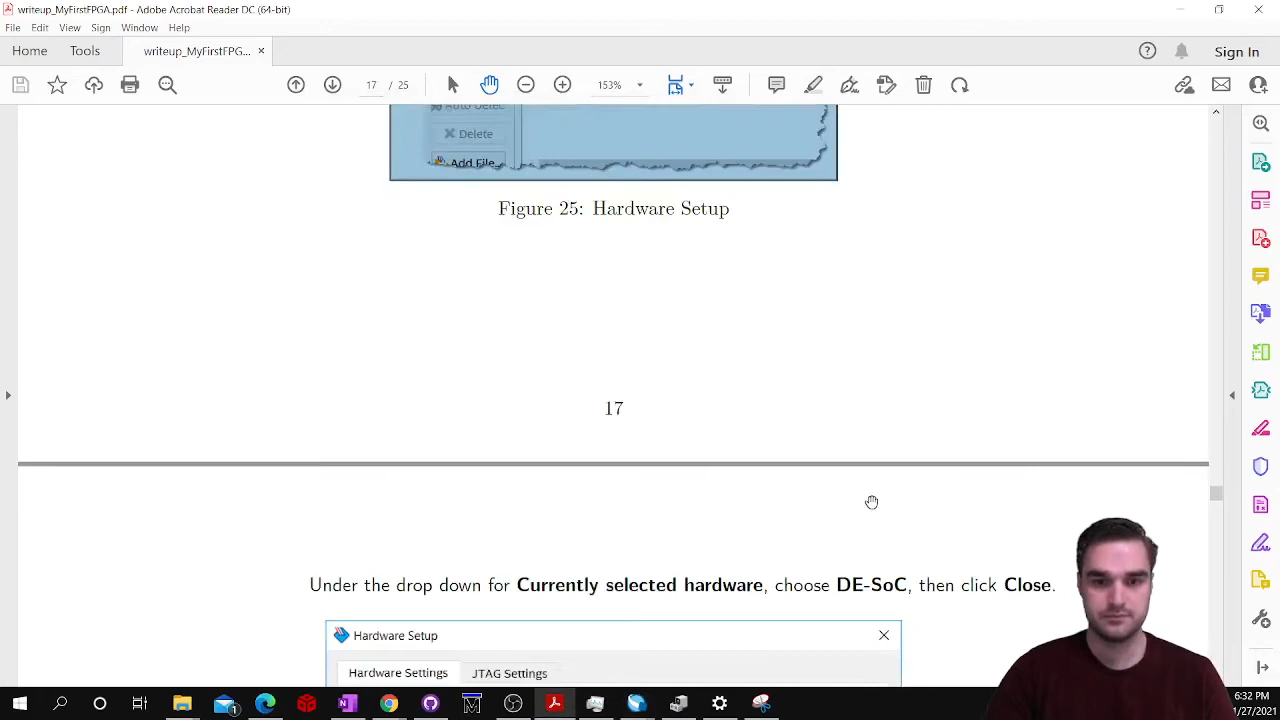 writeup_MyFirstFPGA.pdf - Adobe Acrobat Reader DC (64-bit)
File Edit View Sign Window Help
Home Tools writeup_MyFirstFPG... × Sign In
17 / 25 153%
Auto Detec
Delete
Add File..
Figure 25: Hardware Setup
17
Under the drop down for Currently selected hardware, choose DE-SoC, then click Close.
Hardware Setup
Hardware Settings JTAG Settings
6:32 PM
1/27/2021